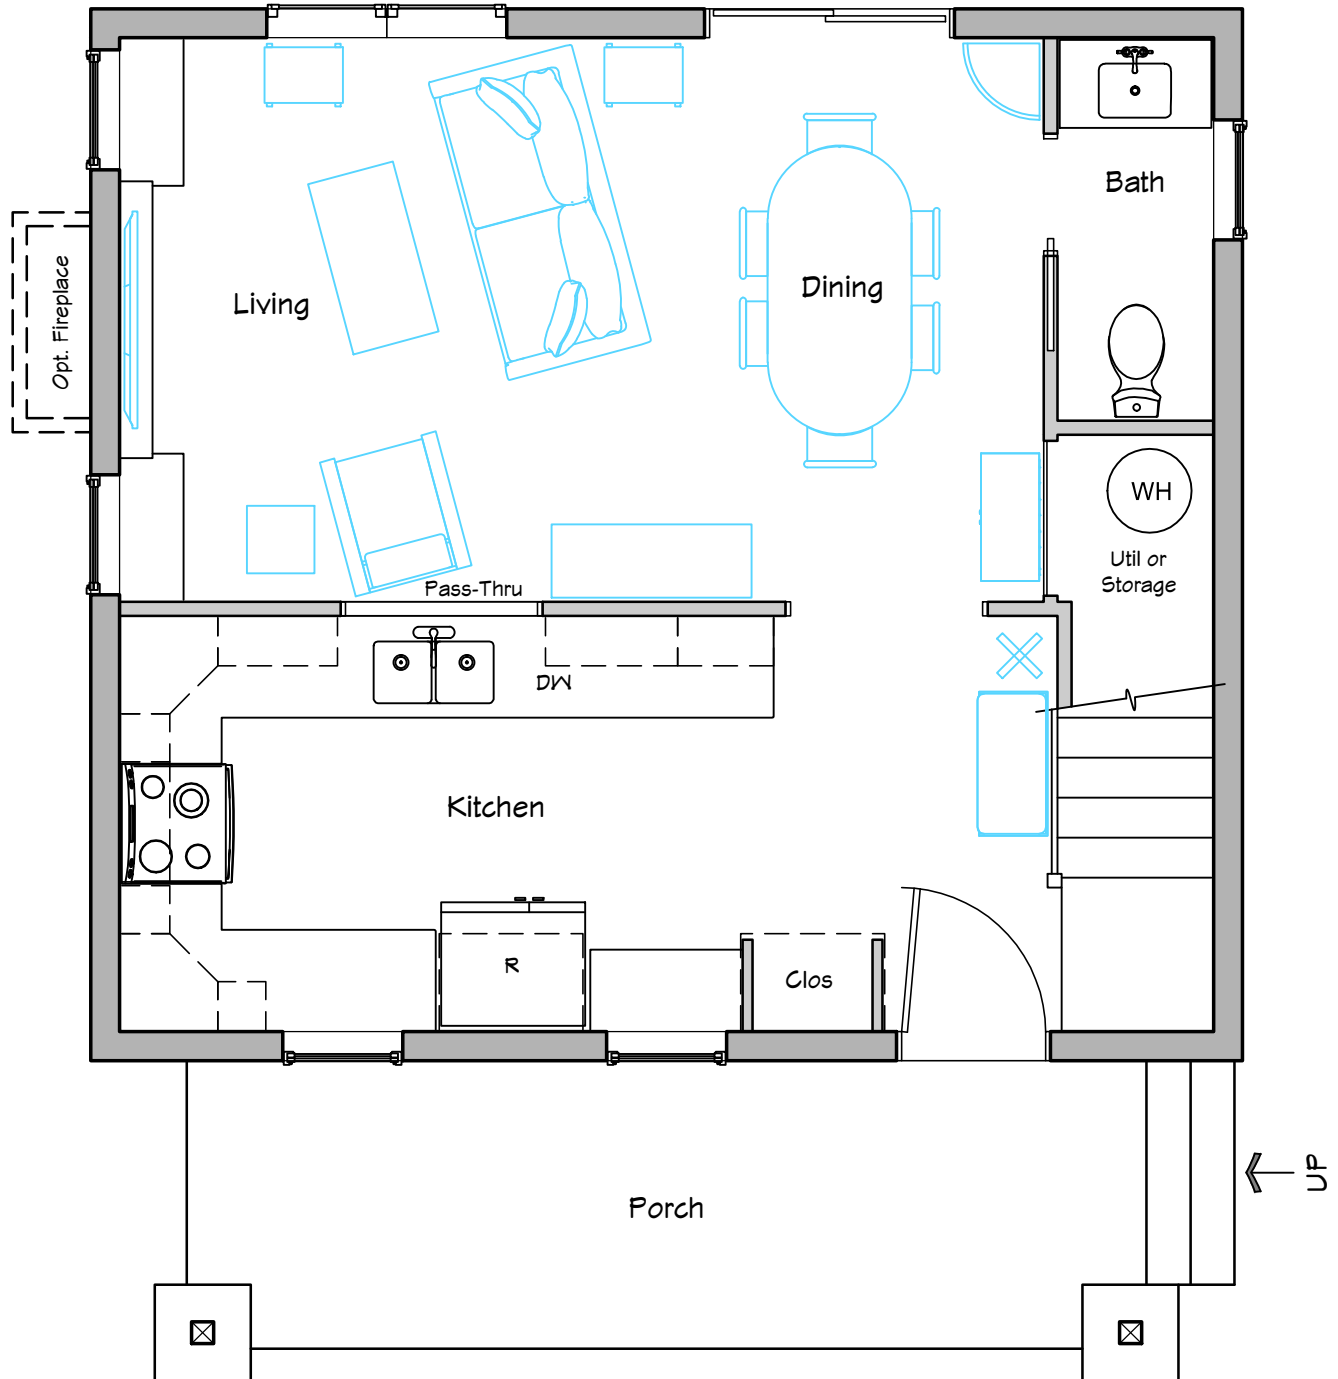 Bath
Opt. Fireplace
Living
Dining
WH
Util or
Storage
Pass-Thru
DW
Kitchen
R
Clos
UP
Porch